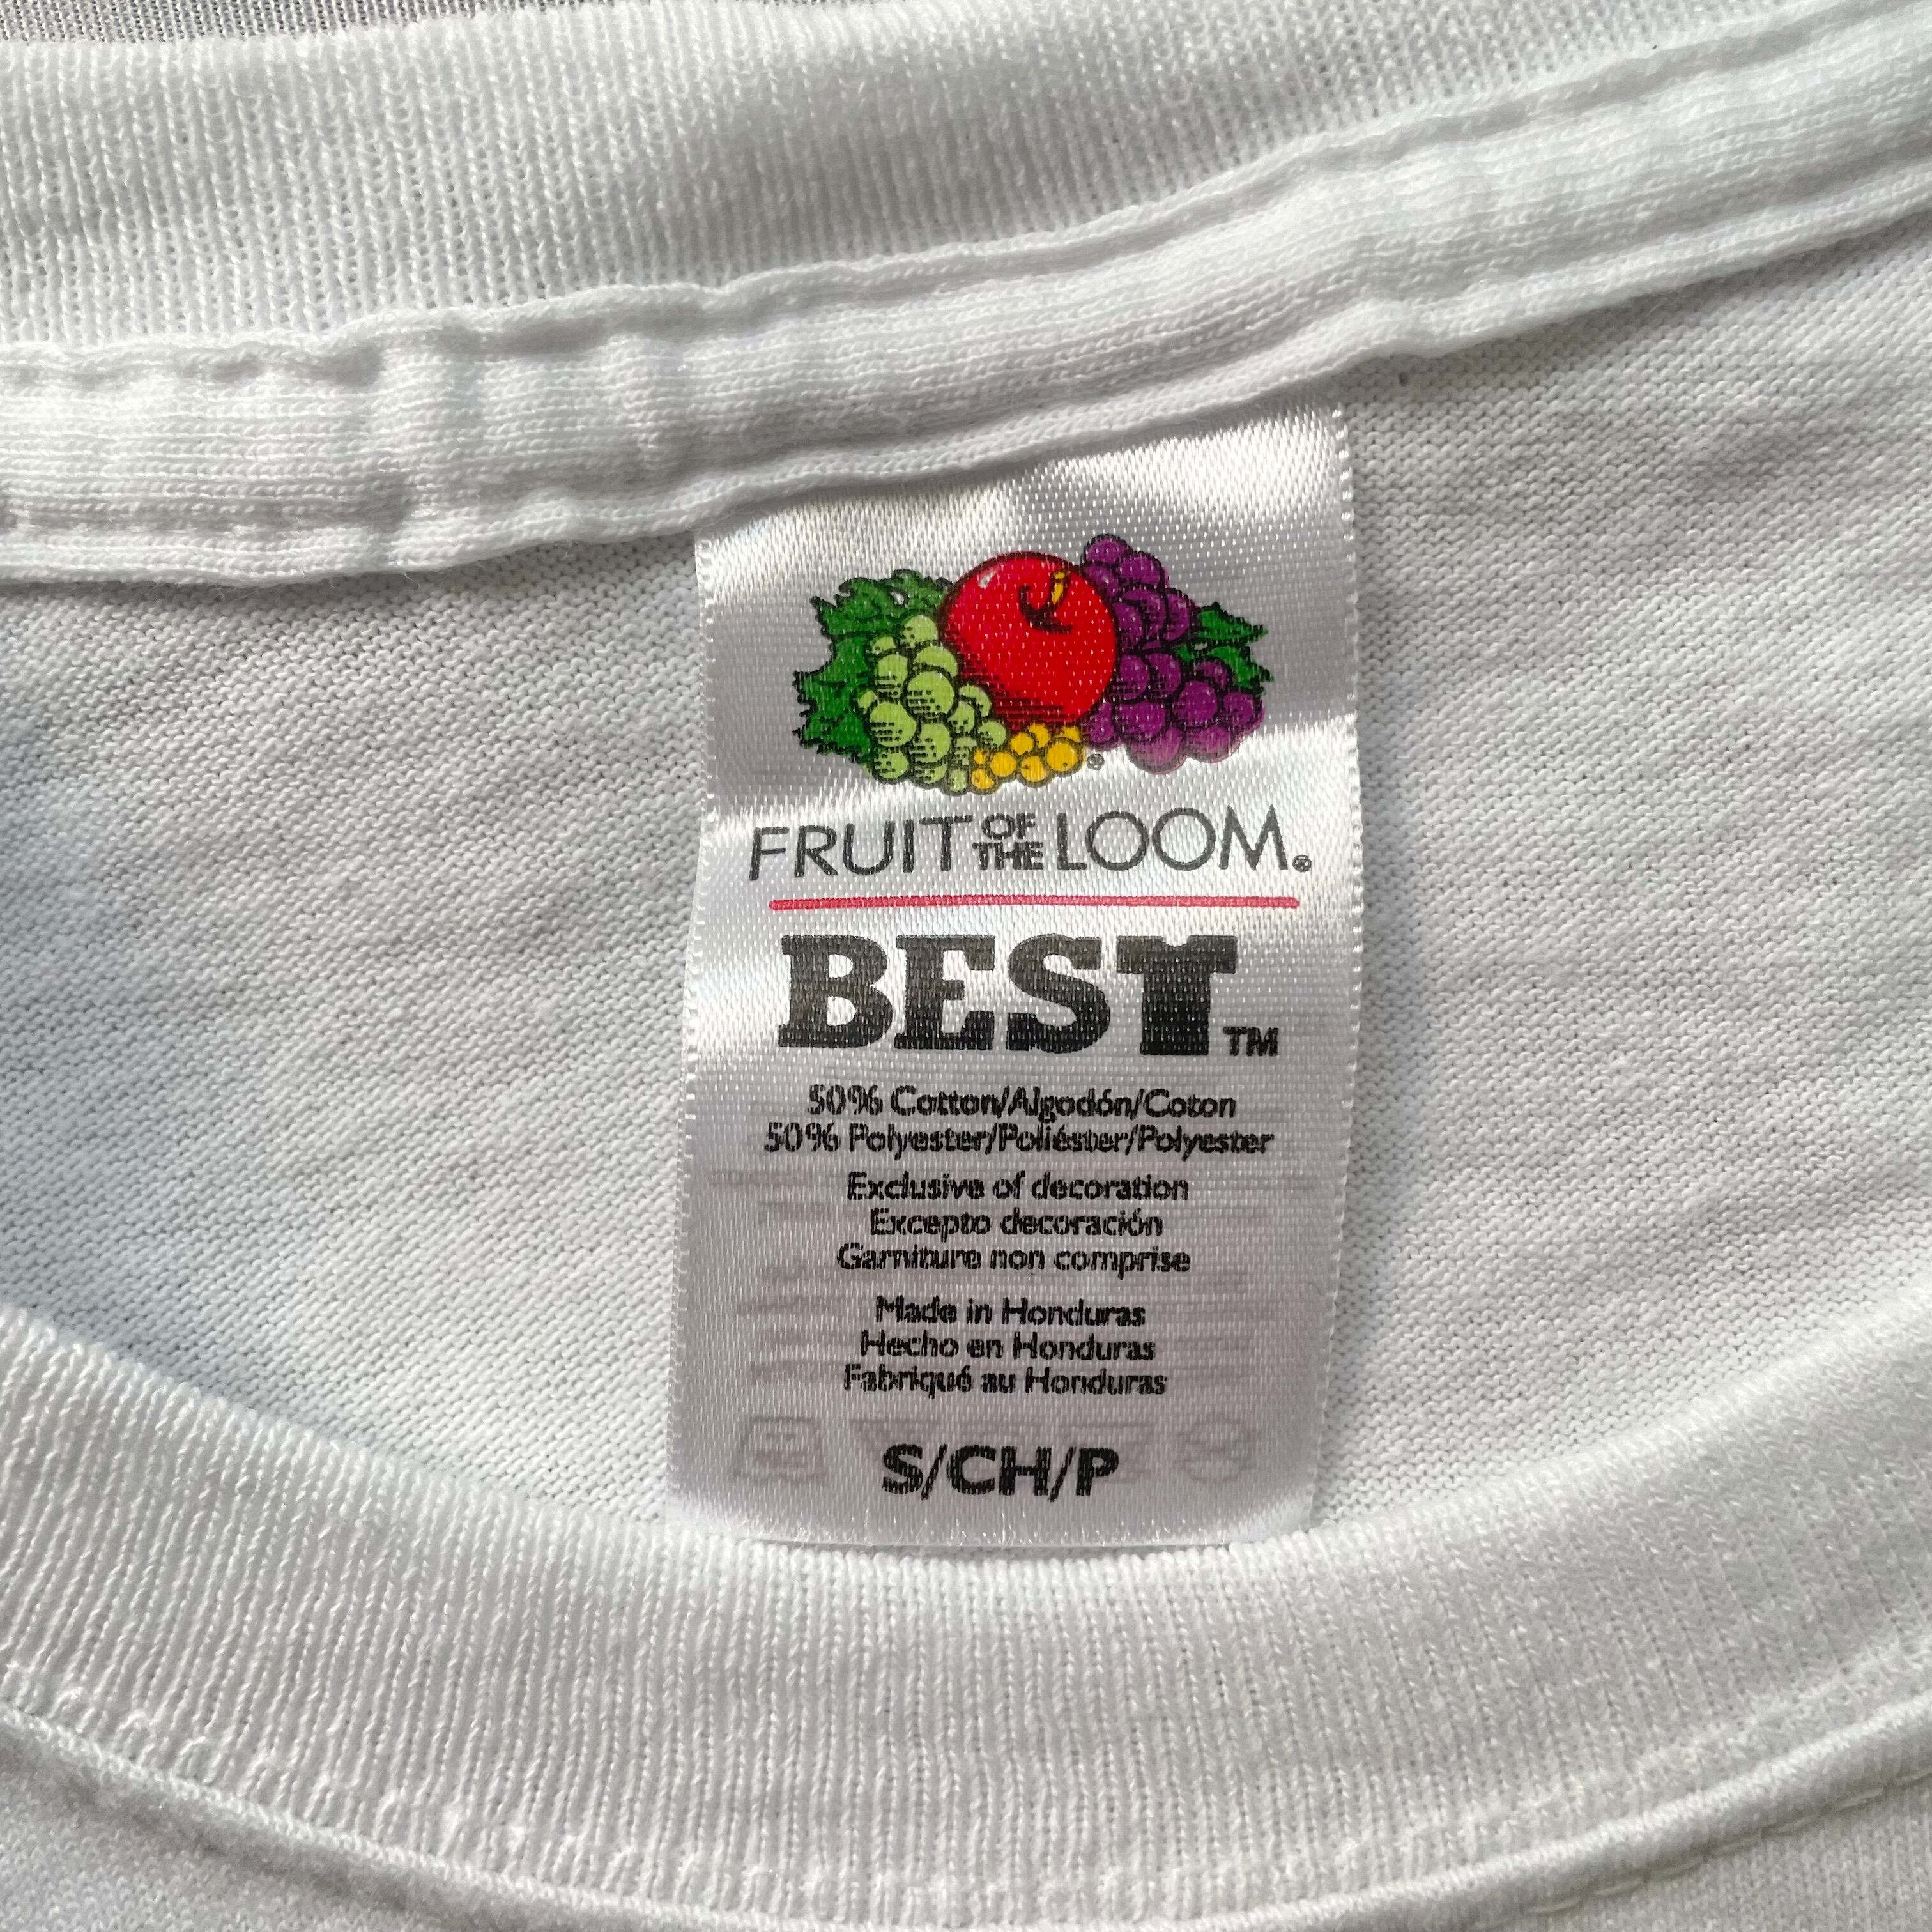 FRUIT OF THE LOOM®
BEST™
50% Cotton/Algodón/Coton
50% Polyester/Poliéster/Polyester
Exclusive of decoration
Excepto decoración
Garniture non comprise
Made in Honduras
Hecho en Honduras
Fabriqué au Honduras
S/CH/P